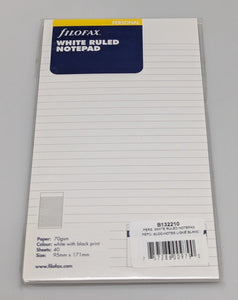 PERSONAL
FILOFAX
WHITE RULED
NOTEPAD
Paper: 70gsm
Colour: white with black print
Sheets: 40
Size: 95mm x 171mm
www.filofax.com
B132210
PERS. WHITE RULED NOTEPAD